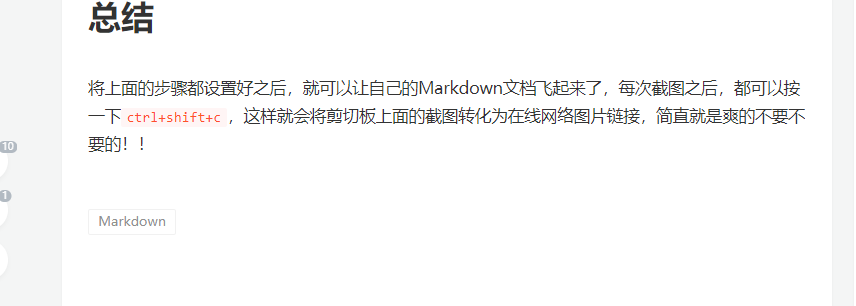 总结
将上面的步骤都设置好之后，就可以让自己的Markdown文档飞起来了，每次截图之后，都可以按
一下 ctrl+shift+c ，这样就会将剪切板上面的截图转化为在线网络图片链接，简直就是爽的不要不
要的！！
10
1
Markdown